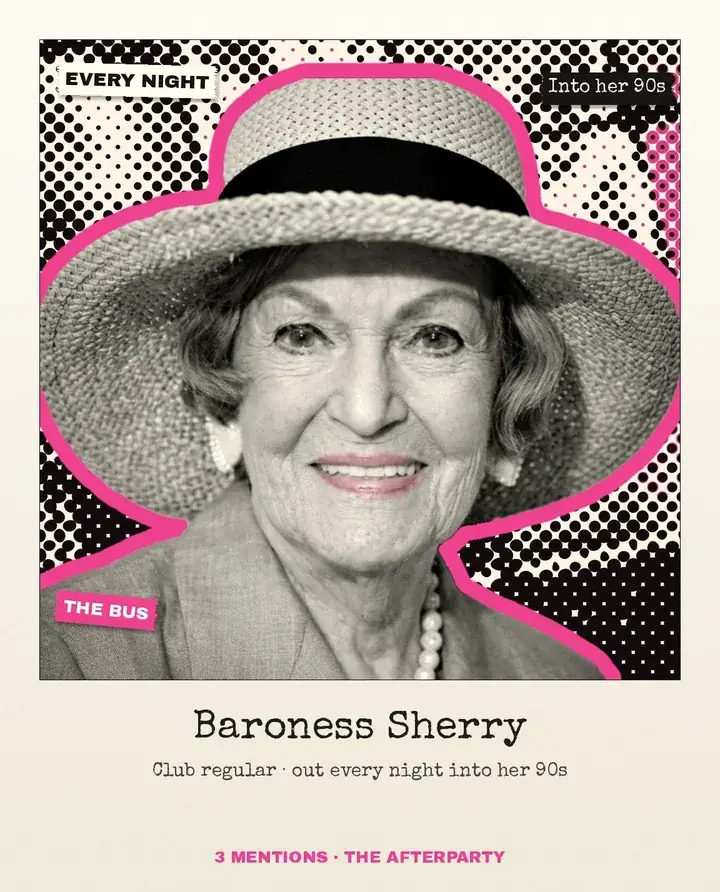 EVERY NIGHT
Into her 90s
THE BUS
Baroness Sherry
Club regular · out every night into her 90s
3 MENTIONS · THE AFTERPARTY